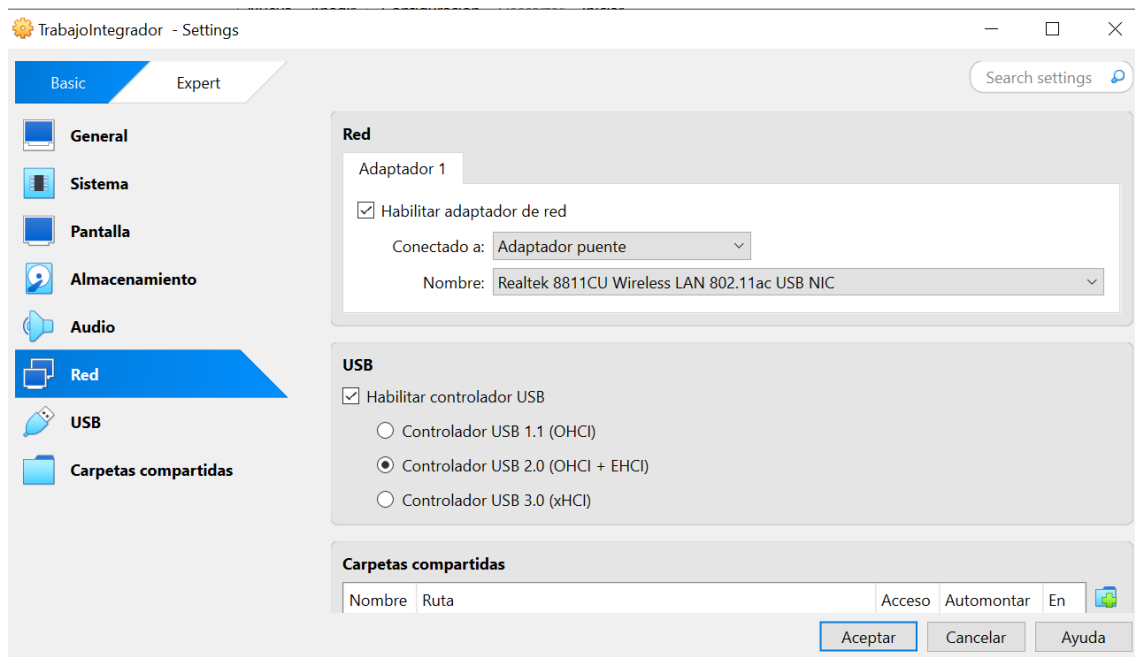 TrabajoIntegrador - Settings
Basic
Expert
Search settings
General
Sistema
Pantalla
Almacenamiento
Audio
Red
USB
Carpetas compartidas
Red
Adaptador 1
Habilitar adaptador de red
Conectado a: Adaptador puente
Nombre: Realtek 8811CU Wireless LAN 802.11ac USB NIC
USB
Habilitar controlador USB
Controlador USB 1.1 (OHCI)
Controlador USB 2.0 (OHCI + EHCI)
Controlador USB 3.0 (xHCI)
Carpetas compartidas
Nombre Ruta Acceso Automontar En
Aceptar Cancelar Ayuda